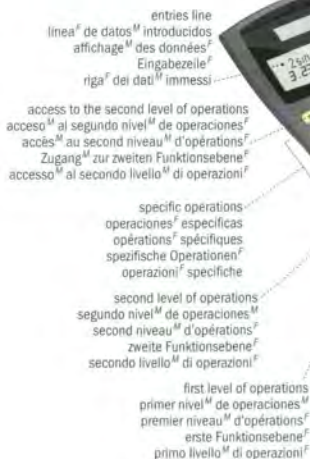 entries line
línea^F de datos^M introducidos
affichage^M des données^F
Eingabezeile^F
riga^F dei dati^M immessi
2sin
3.2
access to the second level of operations
acceso^M al segundo nivel^M de operaciones^F
accès^M au second niveau^M d'opérations^F
Zugang^M zur zweiten Funktionsebene^F
accesso^M al secondo livello^M di operazioni^F
specific operations
operaciones^F específicas
opérations^F spécifiques
spezifische Operationen^F
operazioni^F specifiche
second level of operations
segundo nivel^M de operaciones^M
second niveau^M d'opérations^F
zweite Funktionsebene^F
secondo livello^M di operazioni^F
first level of operations
primer nivel^M de operaciones^M
premier niveau^M d'opérations^F
erste Funktionsebene^F
primo livello^M di operazioni^F